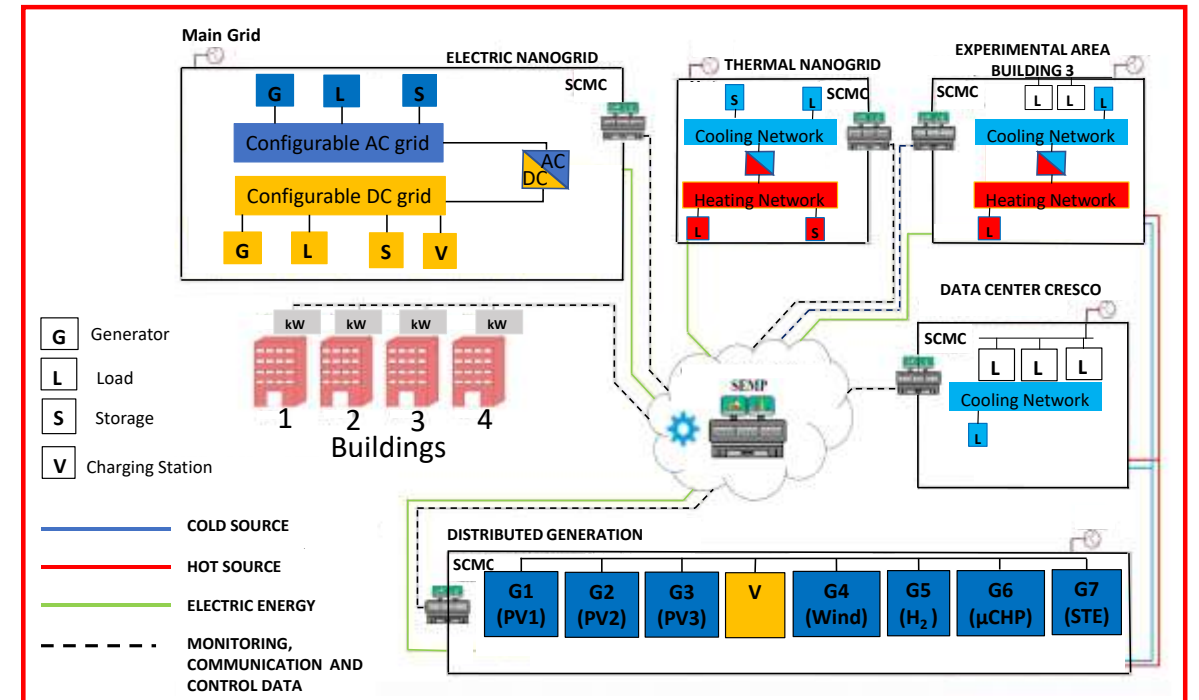 Main Grid
ELECTRIC NANOGRID
SCMC
G
L
S
Configurable AC grid
AC
DC
Configurable DC grid
G
L
S
V
THERMAL NANOGRID
SCMC
S
L
Cooling Network
Heating Network
L
S
EXPERIMENTAL AREA
BUILDING 3
SCMC
L
L
L
Cooling Network
Heating Network
L
kW
kW
kW
kW
1
2
3
4
Buildings
G
Generator
L
Load
S
Storage
V
Charging Station
COLD SOURCE
HOT SOURCE
ELECTRIC ENERGY
MONITORING,
COMMUNICATION AND
CONTROL DATA
SEMP
DATA CENTER CRESCO
SCMC
L
L
L
Cooling Network
L
DISTRIBUTED GENERATION
SCMC
G1
(PV1)
G2
(PV2)
G3
(PV3)
V
G4
(Wind)
G5
(H₂)
G6
(µCHP)
G7
(STE)